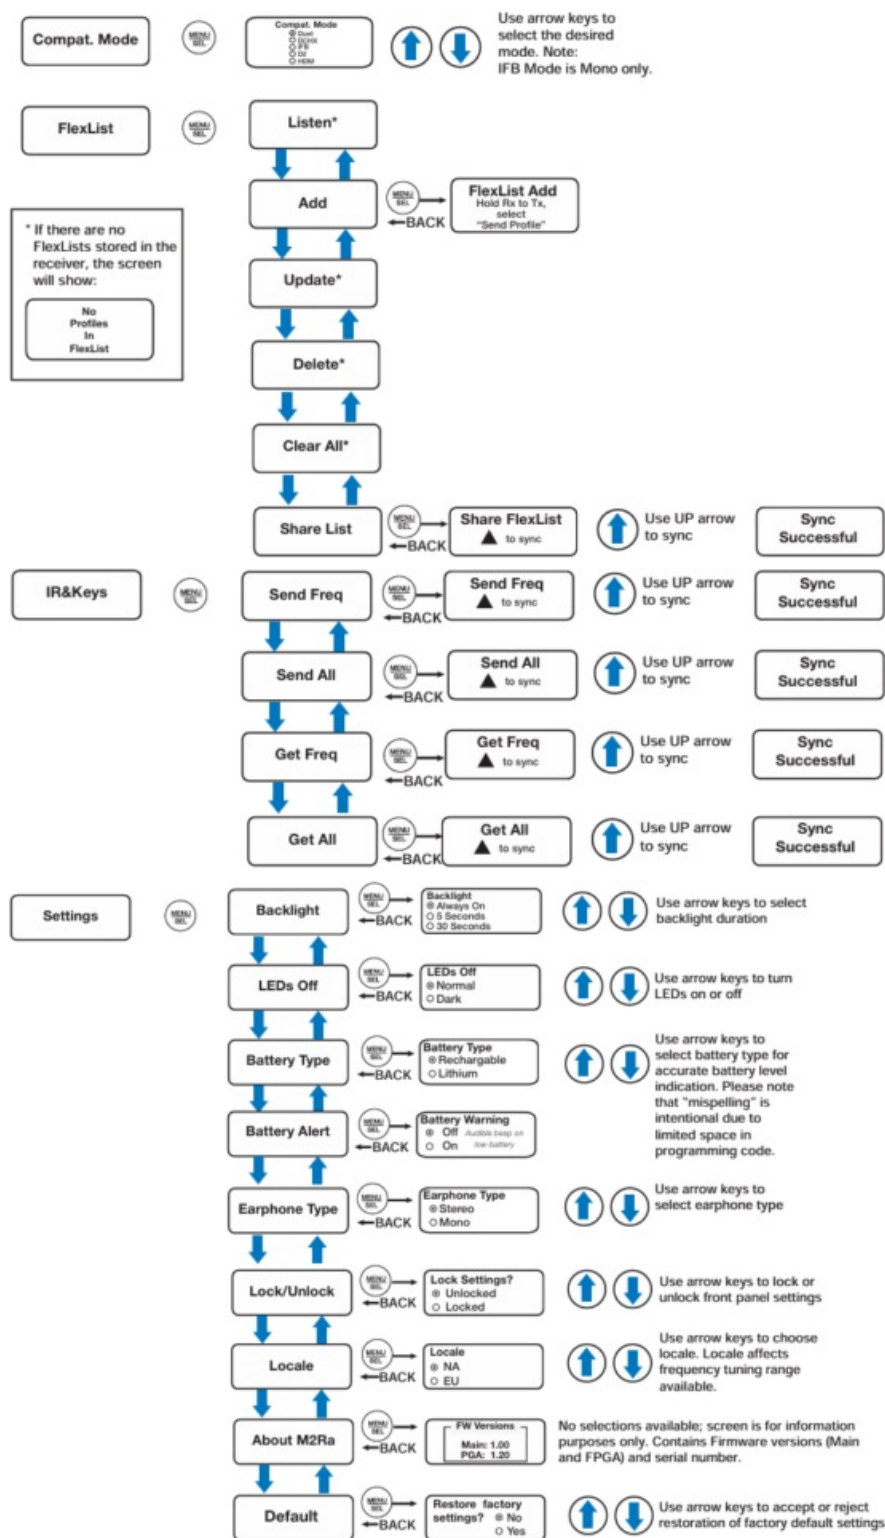 Compat. Mode
MENU
SEL
Compat. Mode
Duet
DCHX
IFB
D2
HDM
Use arrow keys to
select the desired
mode. Note:
IFB Mode is Mono only.
FlexList
MENU
SEL
Listen*
Add
MENU
SEL
BACK
FlexList Add
Hold Rx to Tx,
select
"Send Profile"
* If there are no
FlexLists stored in the
receiver, the screen
will show:
No
Profiles
In
FlexList
Update*
Delete*
Clear All*
Share List
MENU
SEL
BACK
Share FlexList
▲ to sync
Use UP arrow
to sync
Sync
Successful
IR&Keys
MENU
SEL
Send Freq
MENU
SEL
BACK
Send Freq
▲ to sync
Use UP arrow
to sync
Sync
Successful
Send All
MENU
SEL
BACK
Send All
▲ to sync
Use UP arrow
to sync
Sync
Successful
Get Freq
MENU
SEL
BACK
Get Freq
▲ to sync
Use UP arrow
to sync
Sync
Successful
Get All
MENU
SEL
BACK
Get All
▲ to sync
Use UP arrow
to sync
Sync
Successful
Settings
MENU
SEL
Backlight
MENU
SEL
BACK
Backlight
Always On
5 Seconds
30 Seconds
Use arrow keys to select
backlight duration
LEDs Off
MENU
SEL
BACK
LEDs Off
Normal
Dark
Use arrow keys to turn
LEDs on or off
Battery Type
MENU
SEL
BACK
Battery Type
Rechargable
Lithium
Use arrow keys to
select battery type for
accurate battery level
indication. Please note
that "mispelling" is
intentional due to
limited space in
programming code.
Battery Alert
MENU
SEL
BACK
Battery Warning
Off Audible beep on
On low battery
Earphone Type
MENU
SEL
BACK
Earphone Type
Stereo
Mono
Use arrow keys to
select earphone type
Lock/Unlock
MENU
SEL
BACK
Lock Settings?
Unlocked
Locked
Use arrow keys to lock or
unlock front panel settings
Locale
MENU
SEL
BACK
Locale
NA
EU
Use arrow keys to choose
locale. Locale affects
frequency tuning range
available.
About M2Ra
MENU
SEL
BACK
FW Versions
Main: 1.00
PGA: 1.20
No selections available; screen is for information
purposes only. Contains Firmware versions (Main
and FPGA) and serial number.
Default
MENU
SEL
BACK
Restore factory
settings? No
Yes
Use arrow keys to accept or reject
restoration of factory default settings